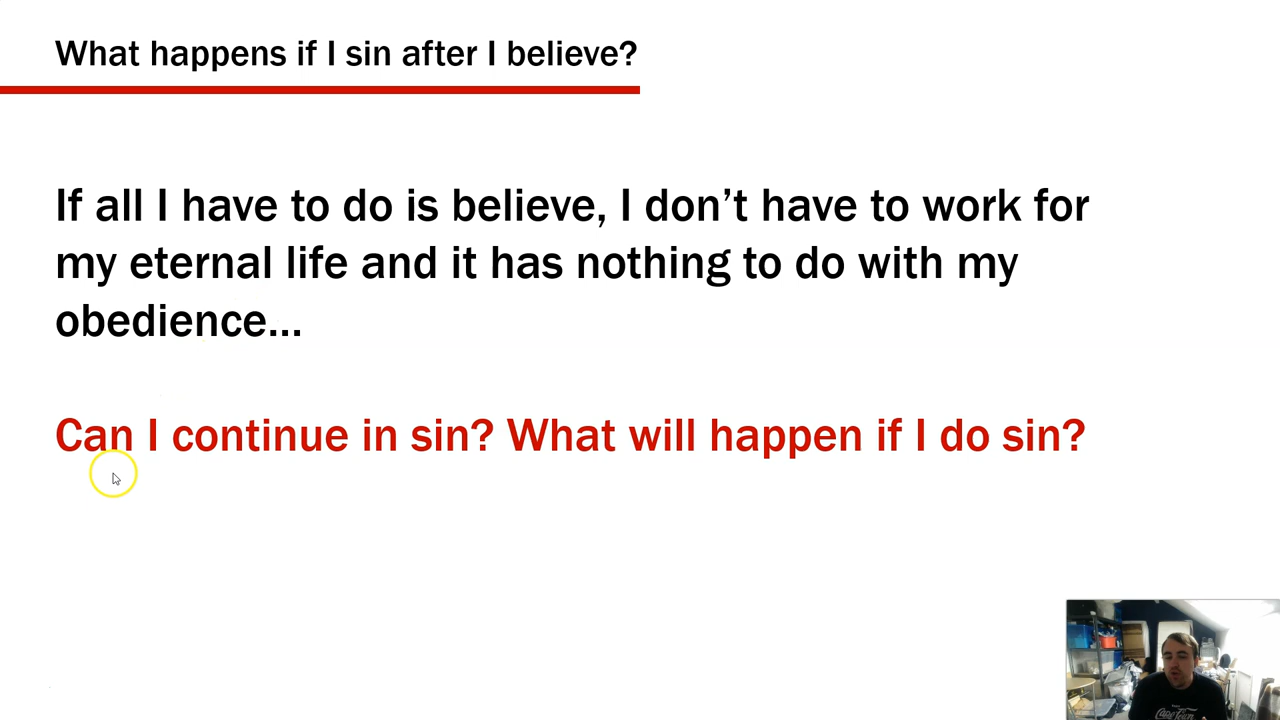 What happens if I sin after I believe?
If all I have to do is believe, I don’t have to work for
my eternal life and it has nothing to do with my
obedience...
Can I continue in sin? What will happen if I do sin?
Cape Town